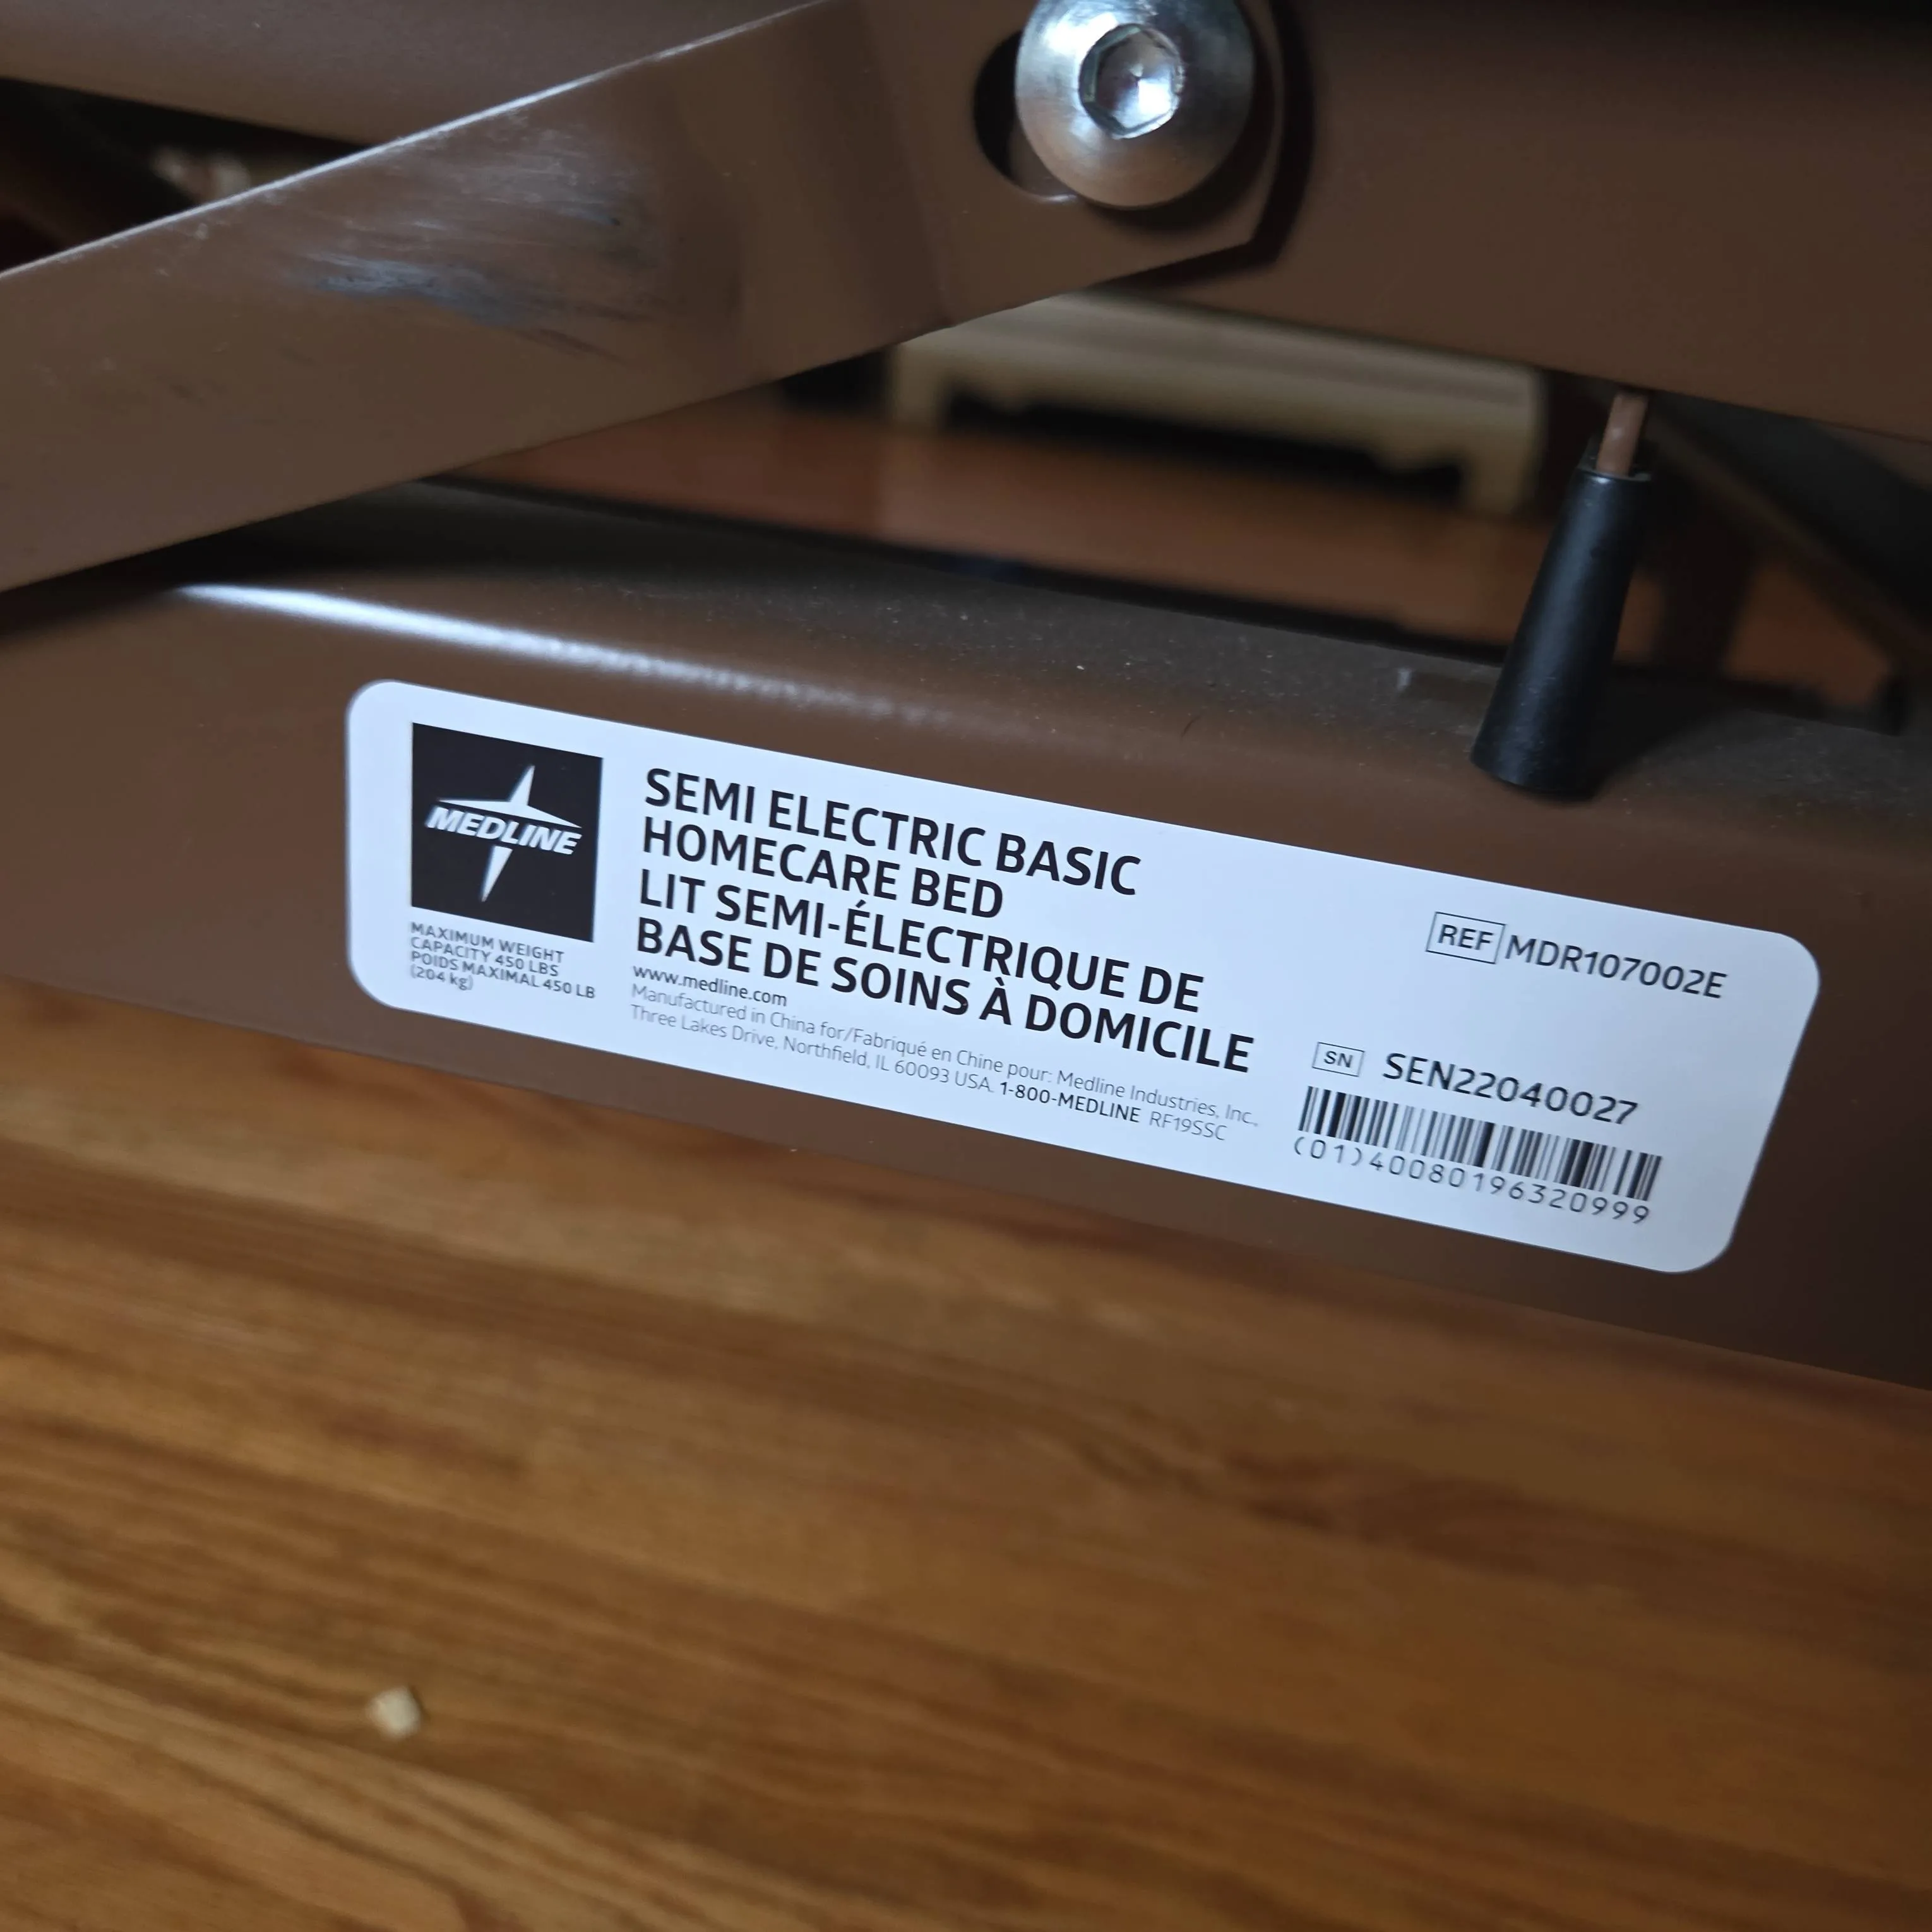 MEDLINE
MAXIMUM WEIGHT
CAPACITY 450 LBS
POIDS MAXIMAL 450 LB
(204 kg)
SEMI ELECTRIC BASIC
HOMECARE BED
LIT SEMI-ÉLECTRIQUE DE
BASE DE SOINS À DOMICILE
www.medline.com
Manufactured in China for/Fabriqué en Chine pour: Medline Industries, Inc.,
Three Lakes Drive, Northfield, IL 60093 USA. 1-800-MEDLINE RF19SSC
REF MDR107002E
SN SEN22040027
(01)40080196320999